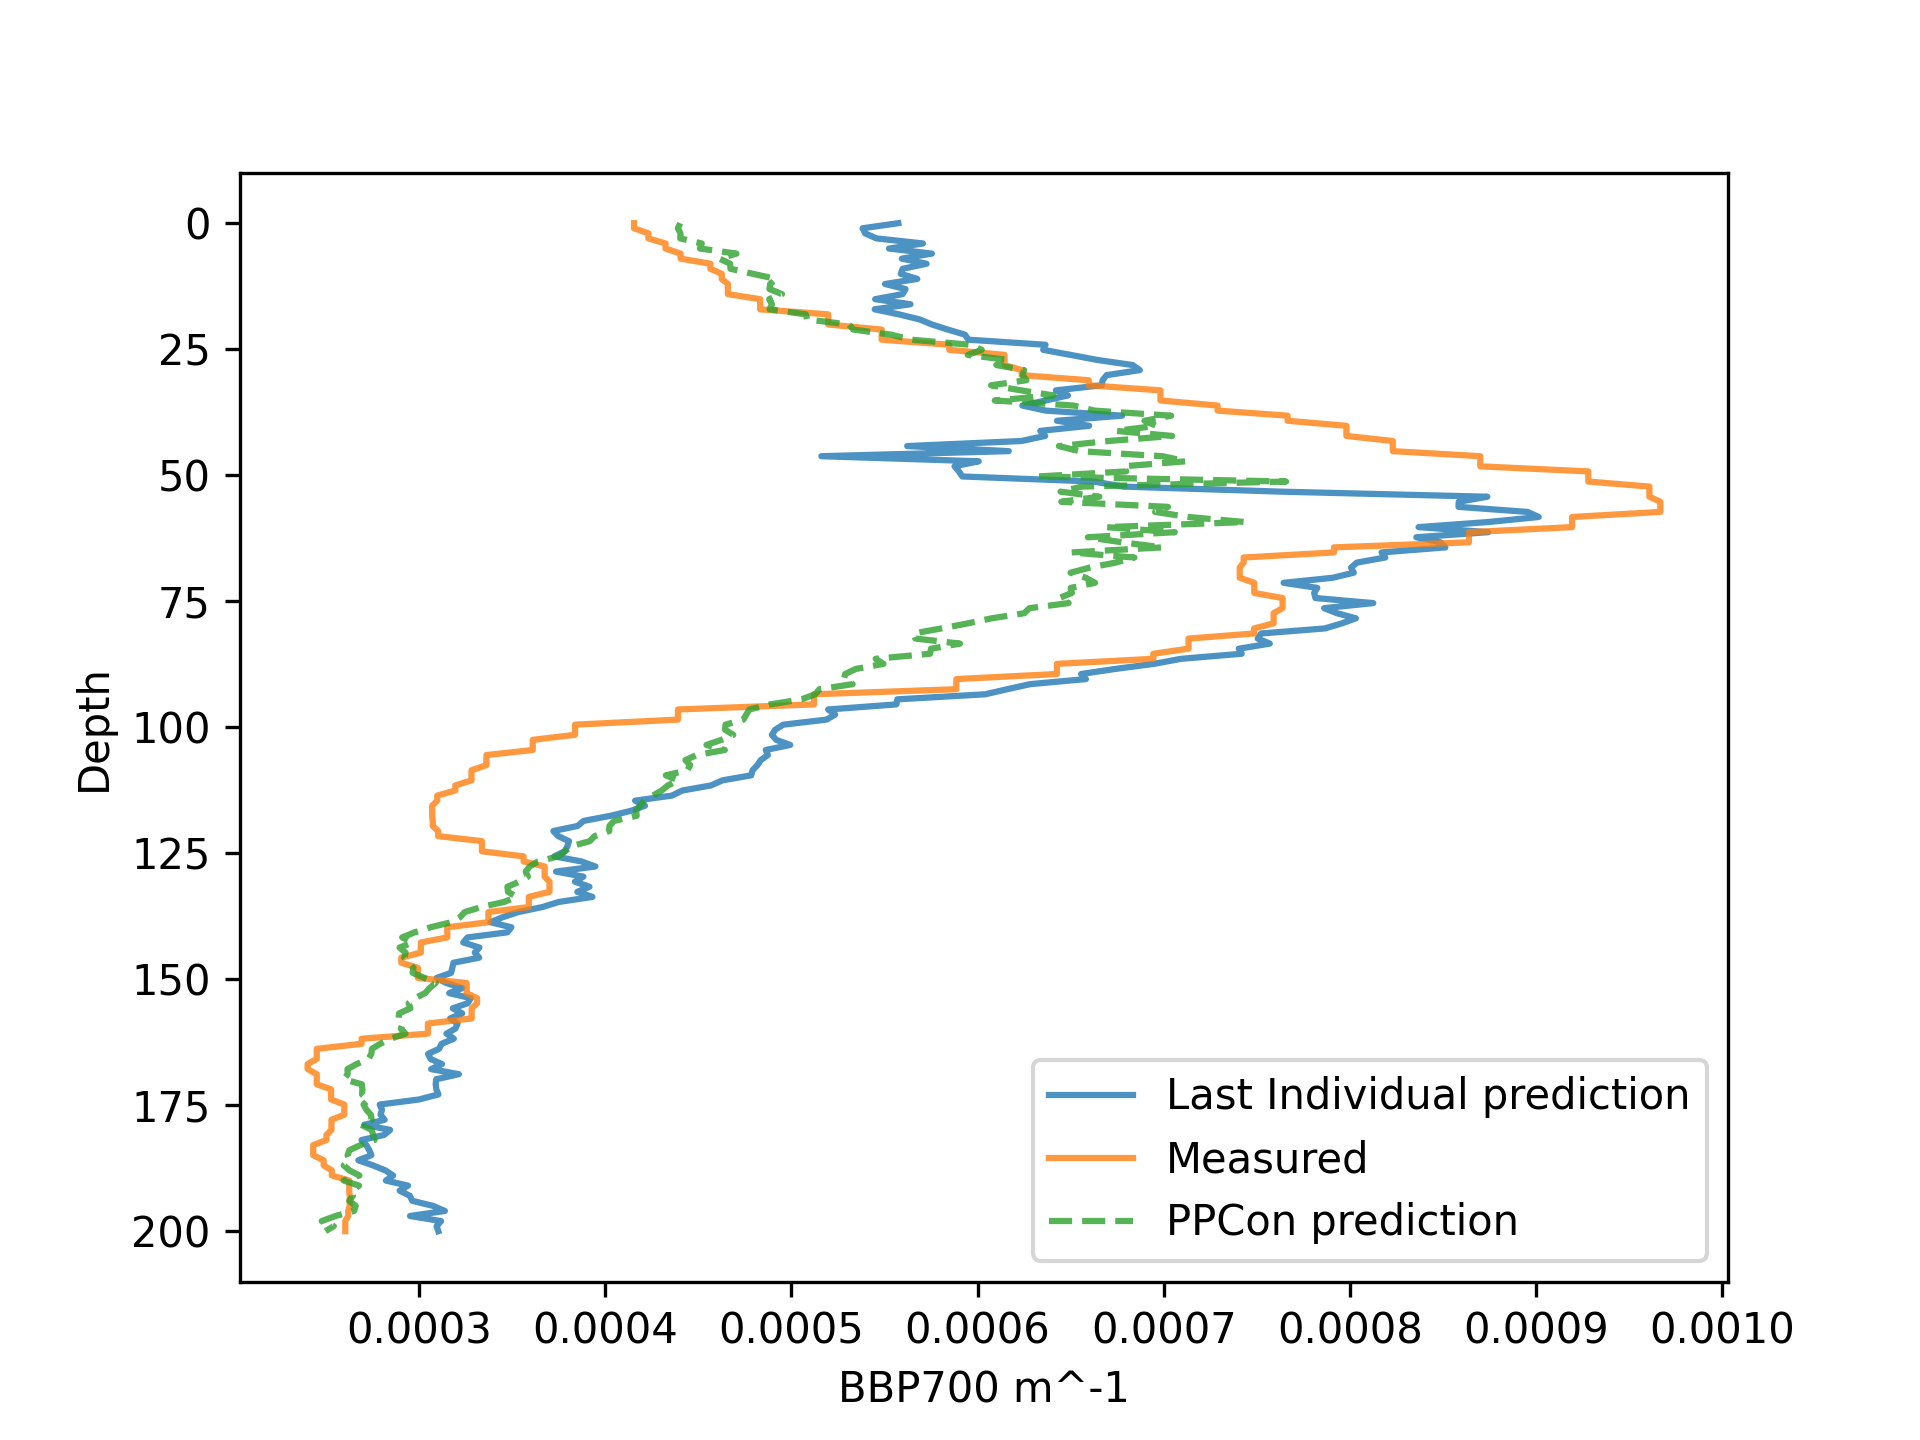 0
25
50
75
100
125
150
175
200
Depth
0.0003 0.0004 0.0005 0.0006 0.0007 0.0008 0.0009 0.0010
BBP700 m^-1
Last Individual prediction
Measured
PPCon prediction